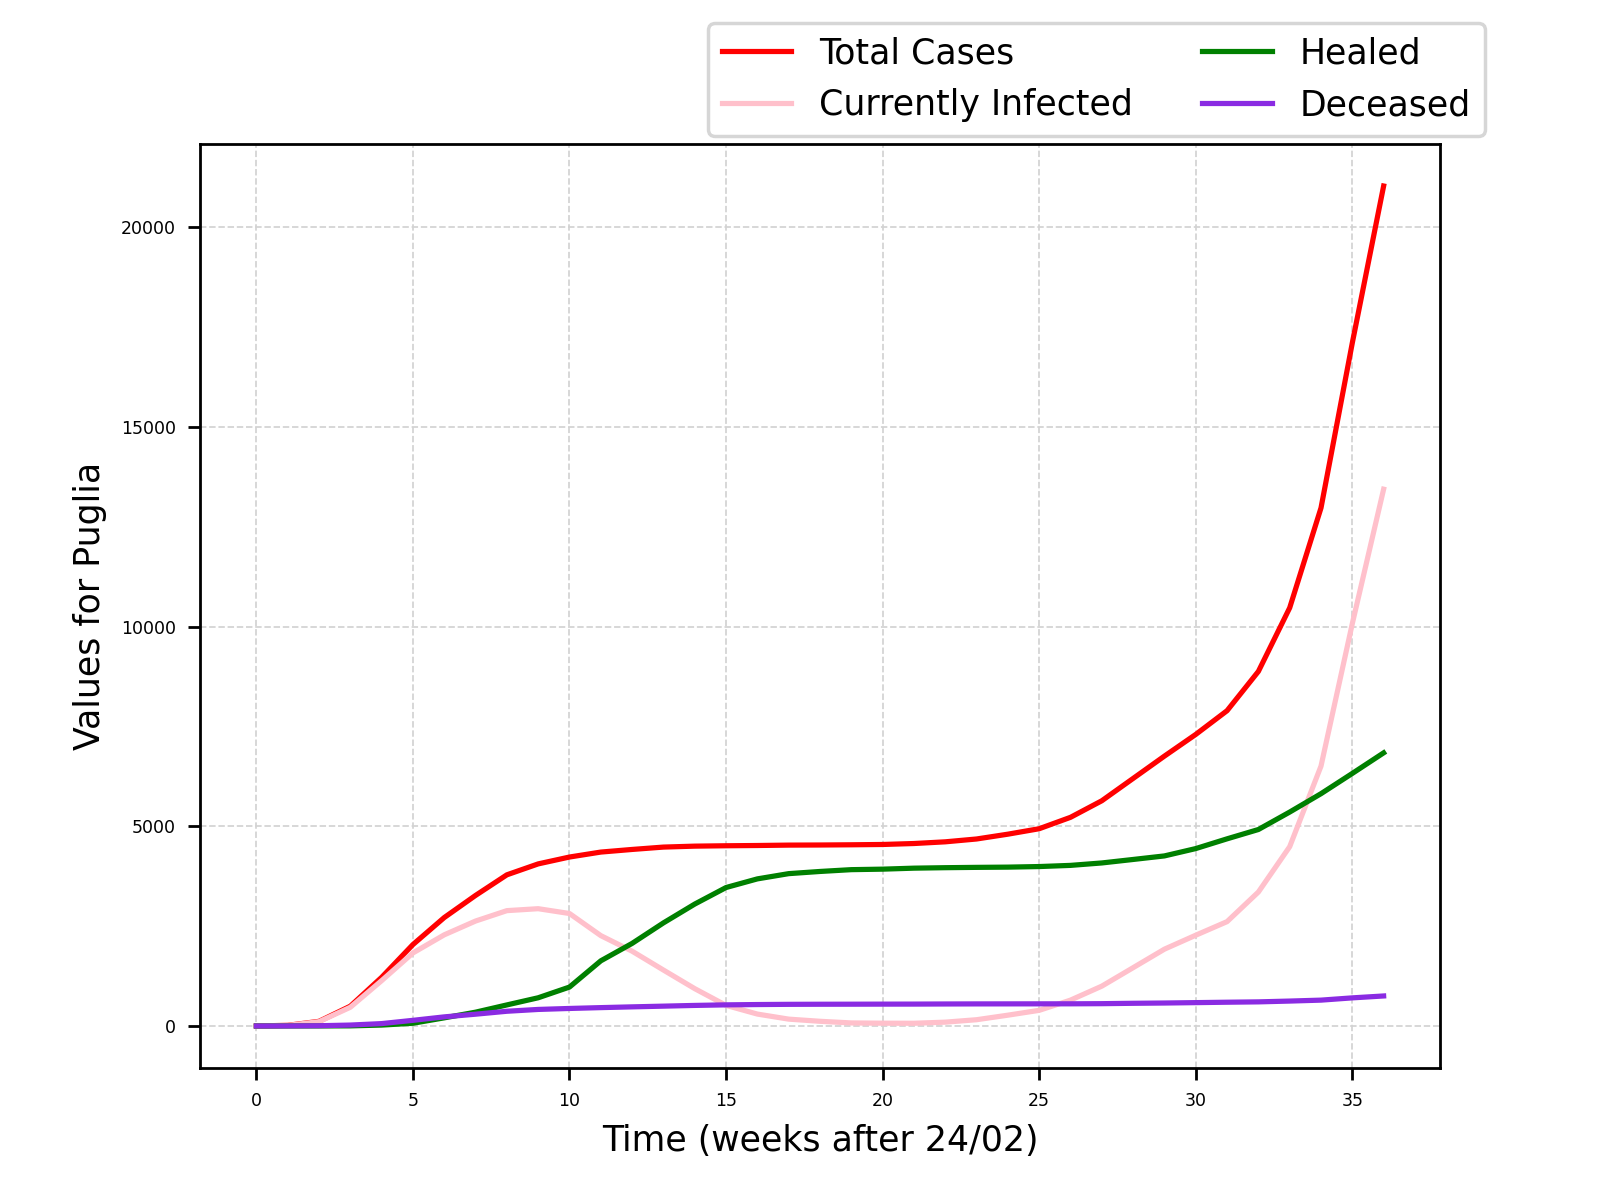 Total Cases
Currently Infected
Healed
Deceased
20000
15000
10000
5000
0
Values for Puglia
0 5 10 15 20 25 30 35
Time (weeks after 24/02)